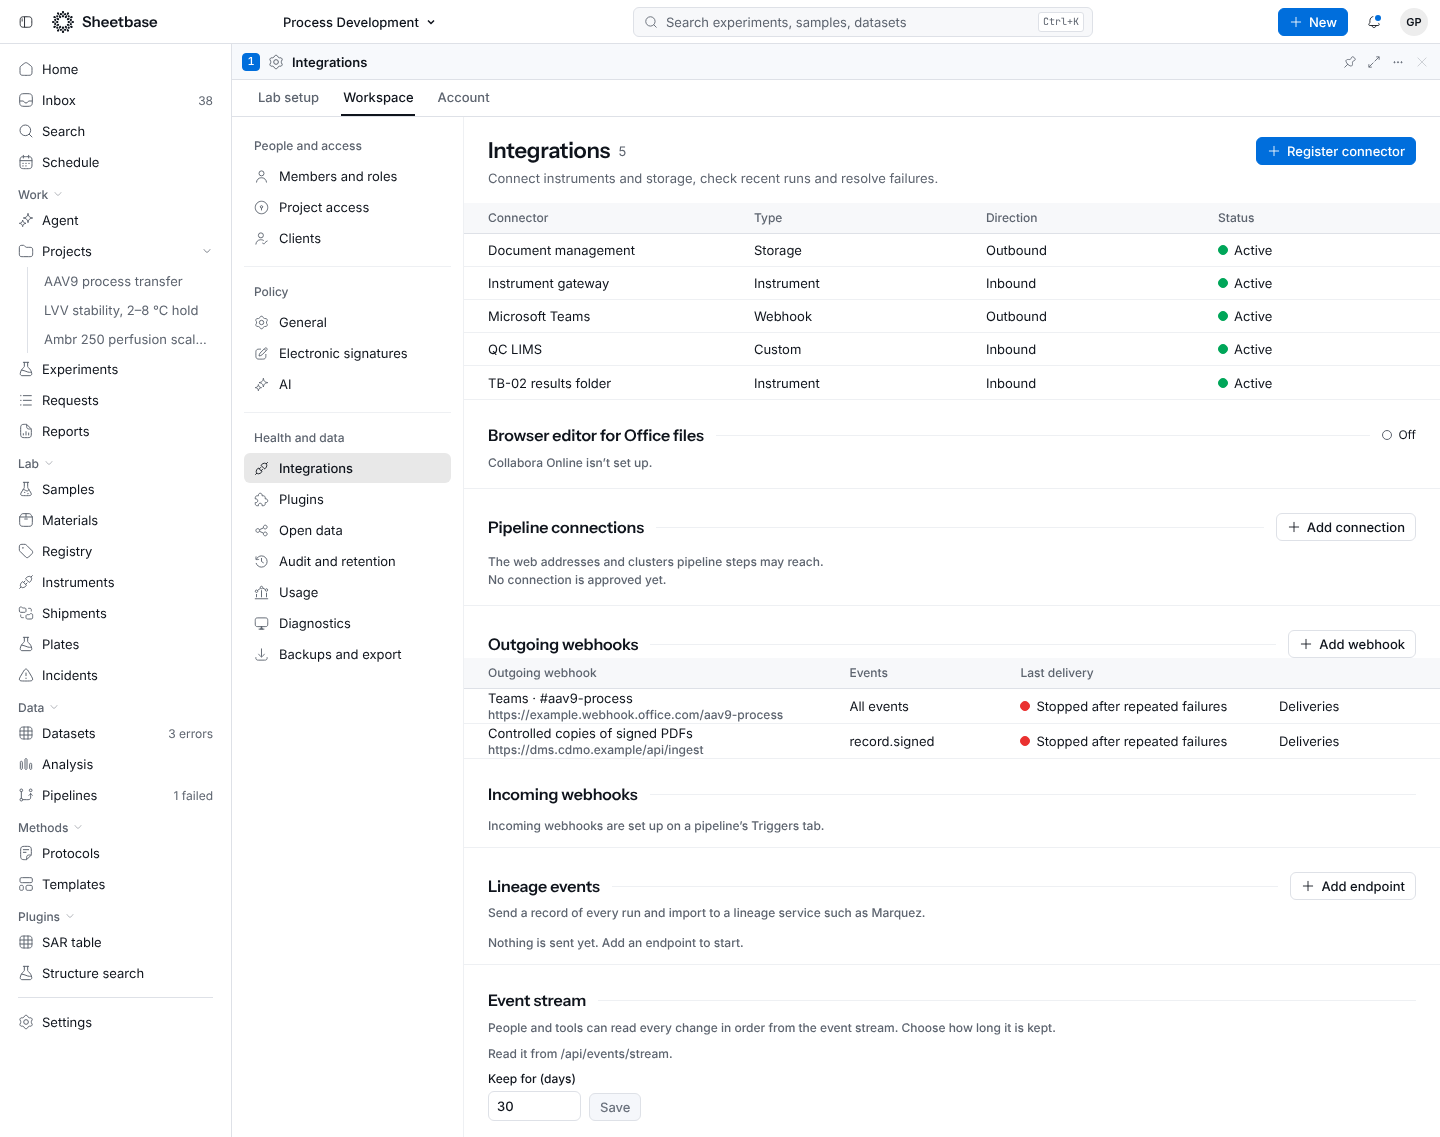 Sheetbase
Process Development
Search experiments, samples, datasets
Ctrl+K
New
GP
Home
Inbox 38
Search
Schedule
Work
Agent
Projects
AAV9 process transfer
LVV stability, 2–8 °C hold
Ambr 250 perfusion scal...
Experiments
Requests
Reports
Lab
Samples
Materials
Registry
Instruments
Shipments
Plates
Incidents
Data
Datasets 3 errors
Analysis
Pipelines 1 failed
Methods
Protocols
Templates
Plugins
SAR table
Structure search
Settings
1 Integrations
Lab setup Workspace Account
People and access
Members and roles
Project access
Clients
Policy
General
Electronic signatures
AI
Health and data
Integrations
Plugins
Open data
Audit and retention
Usage
Diagnostics
Backups and export
Integrations 5
Register connector
Connect instruments and storage, check recent runs and resolve failures.
Connector Type Direction Status
Document management Storage Outbound Active
Instrument gateway Instrument Inbound Active
Microsoft Teams Webhook Outbound Active
QC LIMS Custom Inbound Active
TB-02 results folder Instrument Inbound Active
Browser editor for Office files Off
Collabora Online isn’t set up.
Pipeline connections Add connection
The web addresses and clusters pipeline steps may reach.
No connection is approved yet.
Outgoing webhooks Add webhook
Outgoing webhook Events Last delivery
Teams · #aav9-process
https://example.webhook.office.com/aav9-process
All events Stopped after repeated failures Deliveries
Controlled copies of signed PDFs
https://dms.cdmo.example/api/ingest
record.signed Stopped after repeated failures Deliveries
Incoming webhooks
Incoming webhooks are set up on a pipeline’s Triggers tab.
Lineage events Add endpoint
Send a record of every run and import to a lineage service such as Marquez.
Nothing is sent yet. Add an endpoint to start.
Event stream
People and tools can read every change in order from the event stream. Choose how long it is kept.
Read it from /api/events/stream.
Keep for (days)
30 Save